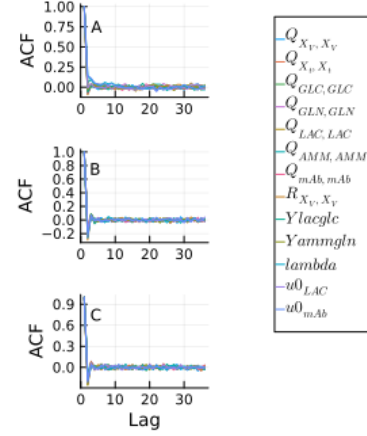 1.00
0.75
0.50
0.25
0.00
ACF
A
0 10 20 30
1.0
0.8
0.6
0.4
0.2
0.0
−0.2
ACF
B
0 10 20 30
0.9
0.6
0.3
0.0
ACF
C
0 10 20 30
Lag
Q_{X_V, X_V}
Q_{X_t, X_t}
Q_{GLC, GLC}
Q_{GLN, GLN}
Q_{LAC, LAC}
Q_{AMM, AMM}
Q_{mAb, mAb}
R_{X_V, X_V}
Ylacglc
Yammgln
lambda
u0_{LAC}
u0_{mAb}